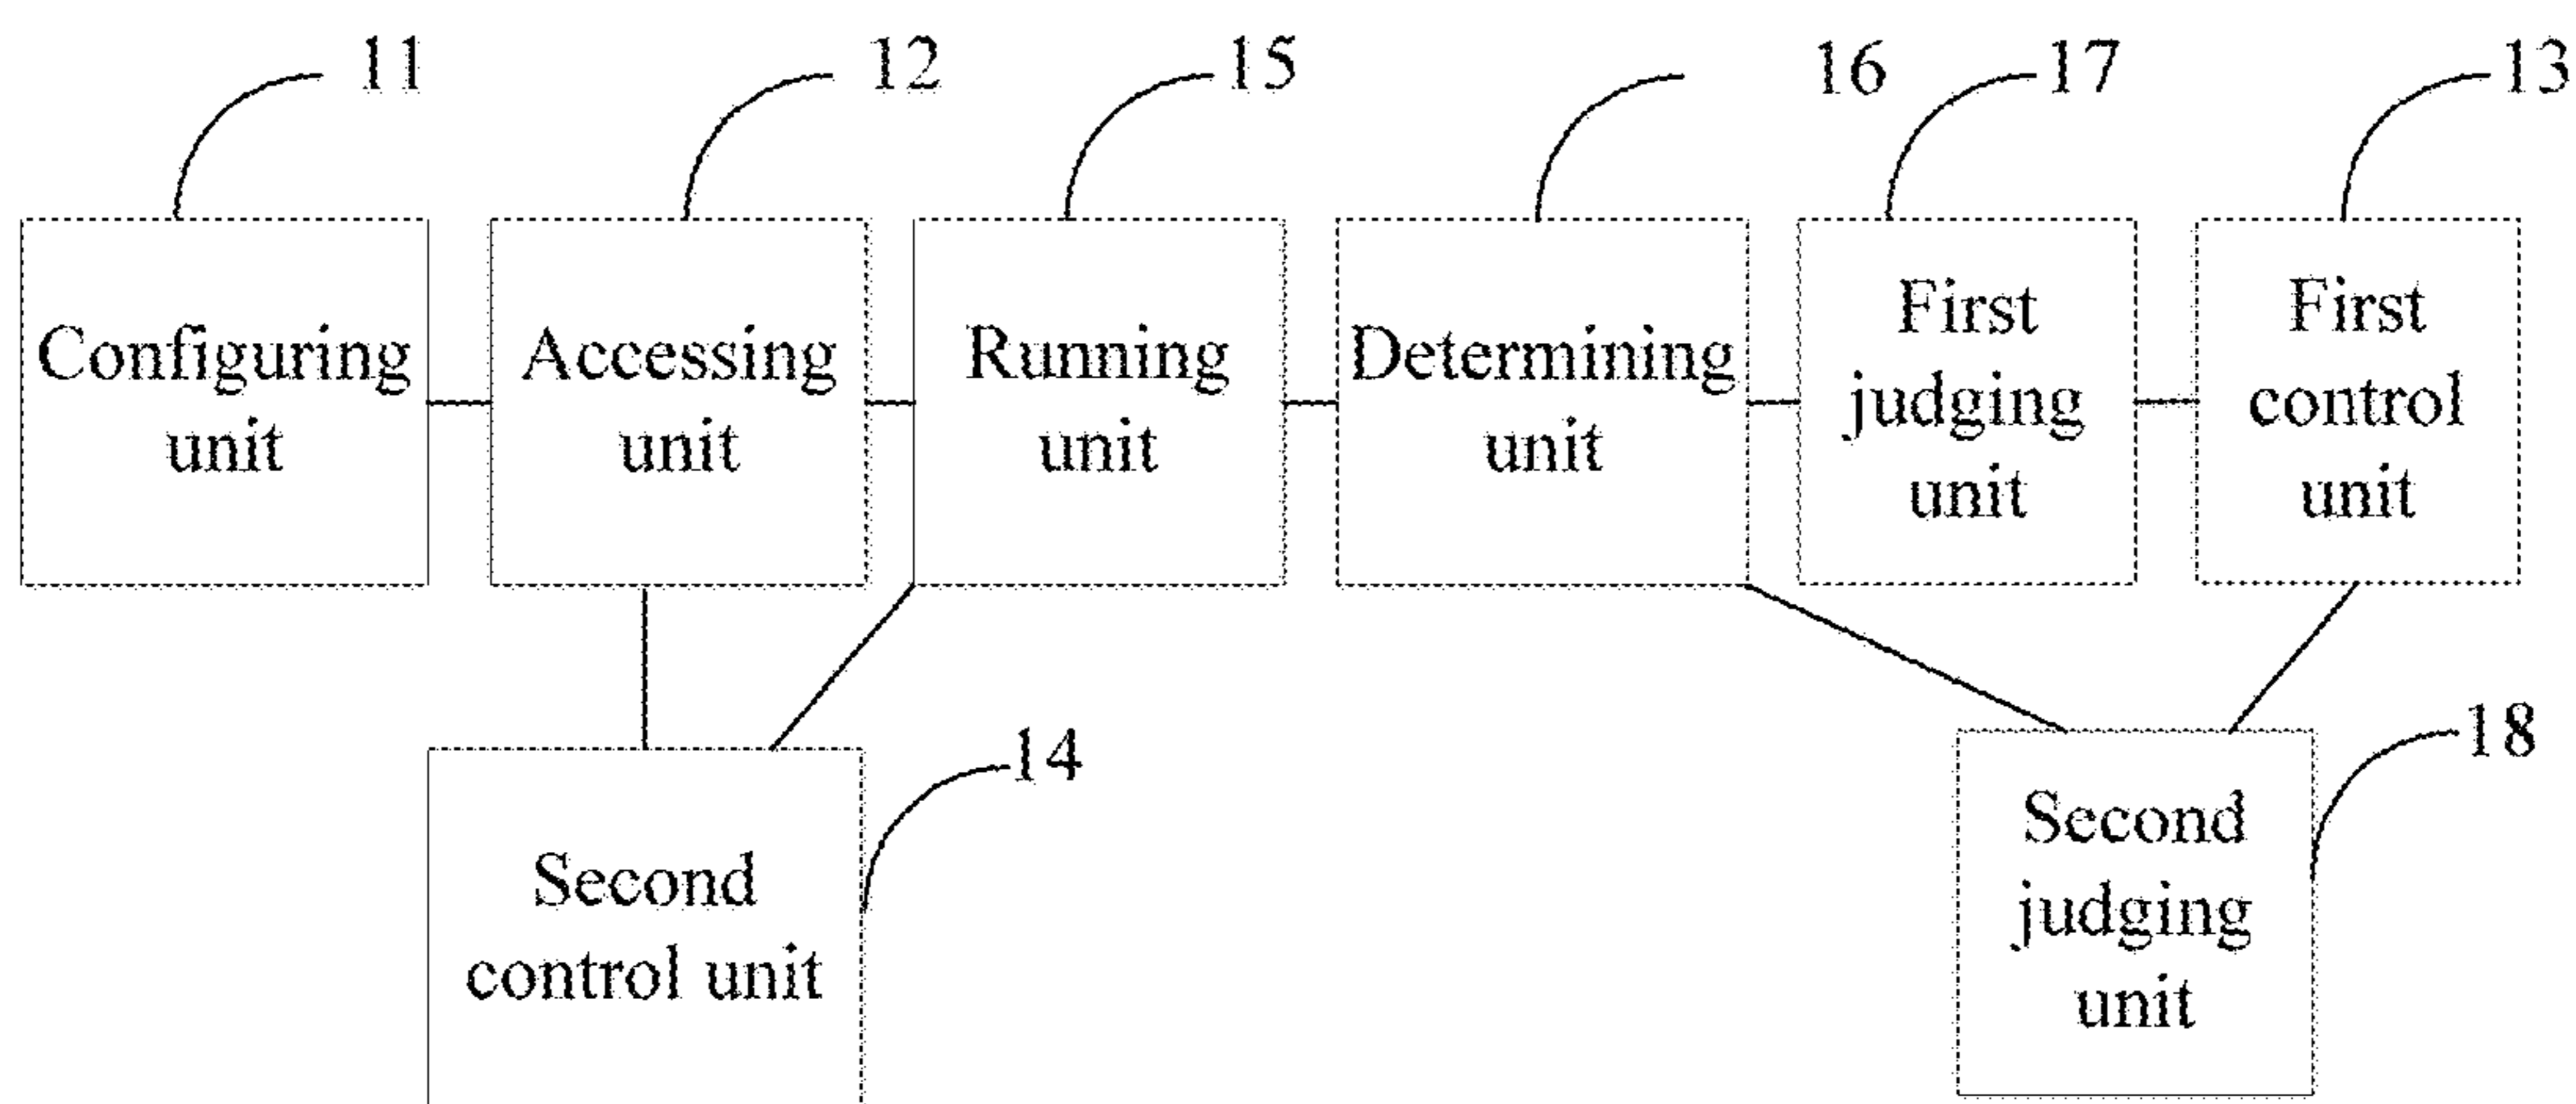 11
12
15
16
17
13
Configuring
unit
Accessing
unit
Running
unit
Determining
unit
First
judging
unit
First
control
unit
14
Second
control unit
18
Second
judging
unit